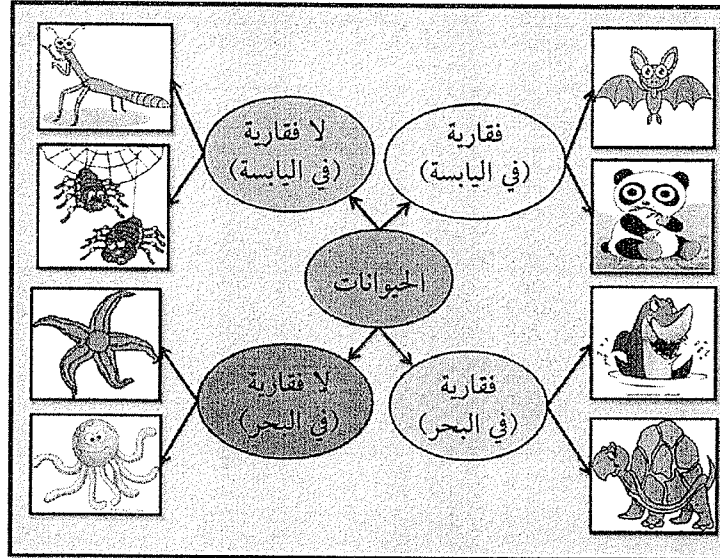 فقارية
(في اليابسة)
لا فقارية
(في اليابسة)
الحيوانات
فقارية
(في البحر)
لا فقارية
(في البحر)